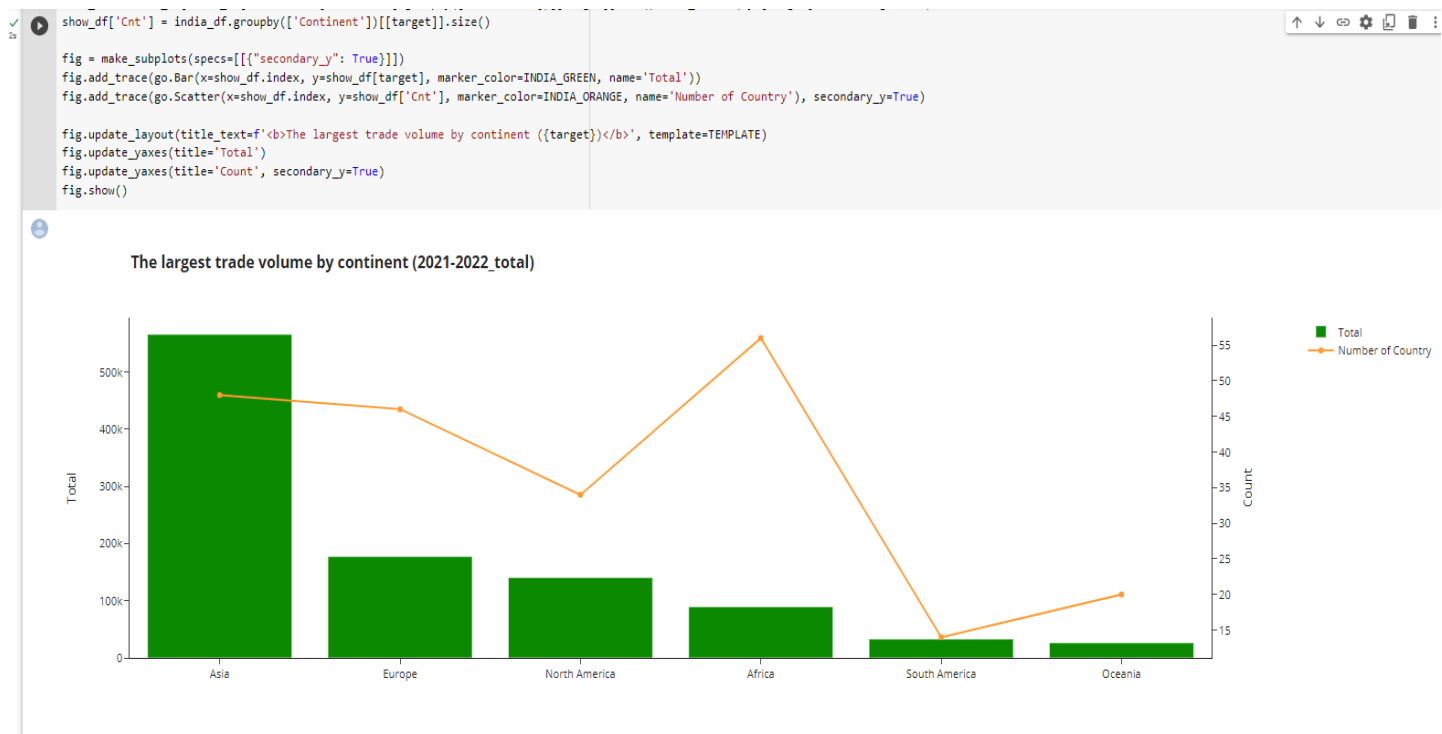 show_df['Cnt'] = india_df.groupby(['Continent'])[[target]].size()
2s
fig = make_subplots(specs=[[{"secondary_y": True}]])
fig.add_trace(go.Bar(x=show_df.index, y=show_df[target], marker_color=INDIA_GREEN, name='Total'))
fig.add_trace(go.Scatter(x=show_df.index, y=show_df['Cnt'], marker_color=INDIA_ORANGE, name='Number of Country'), secondary_y=True)
fig.update_layout(title_text=f'<b>The largest trade volume by continent ({target})</b>', template=TEMPLATE)
fig.update_yaxes(title='Total')
fig.update_yaxes(title='Count', secondary_y=True)
fig.show()
The largest trade volume by continent (2021-2022_total)
Total
Number of Country
500k
400k
300k
200k
100k
0
Total
55
50
45
40
35
30
25
20
15
Count
Asia
Europe
North America
Africa
South America
Oceania